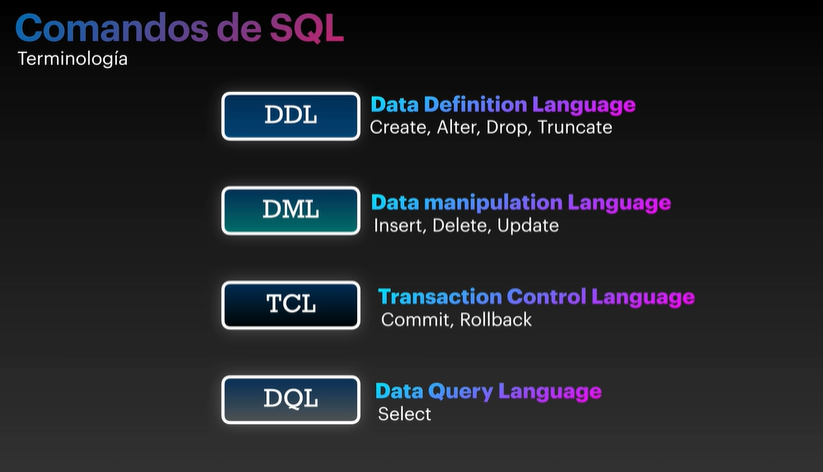 Comandos de SQL
Terminología
DDL
Data Definition Language
Create, Alter, Drop, Truncate
DML
Data manipulation Language
Insert, Delete, Update
TCL
Transaction Control Language
Commit, Rollback
DQL
Data Query Language
Select